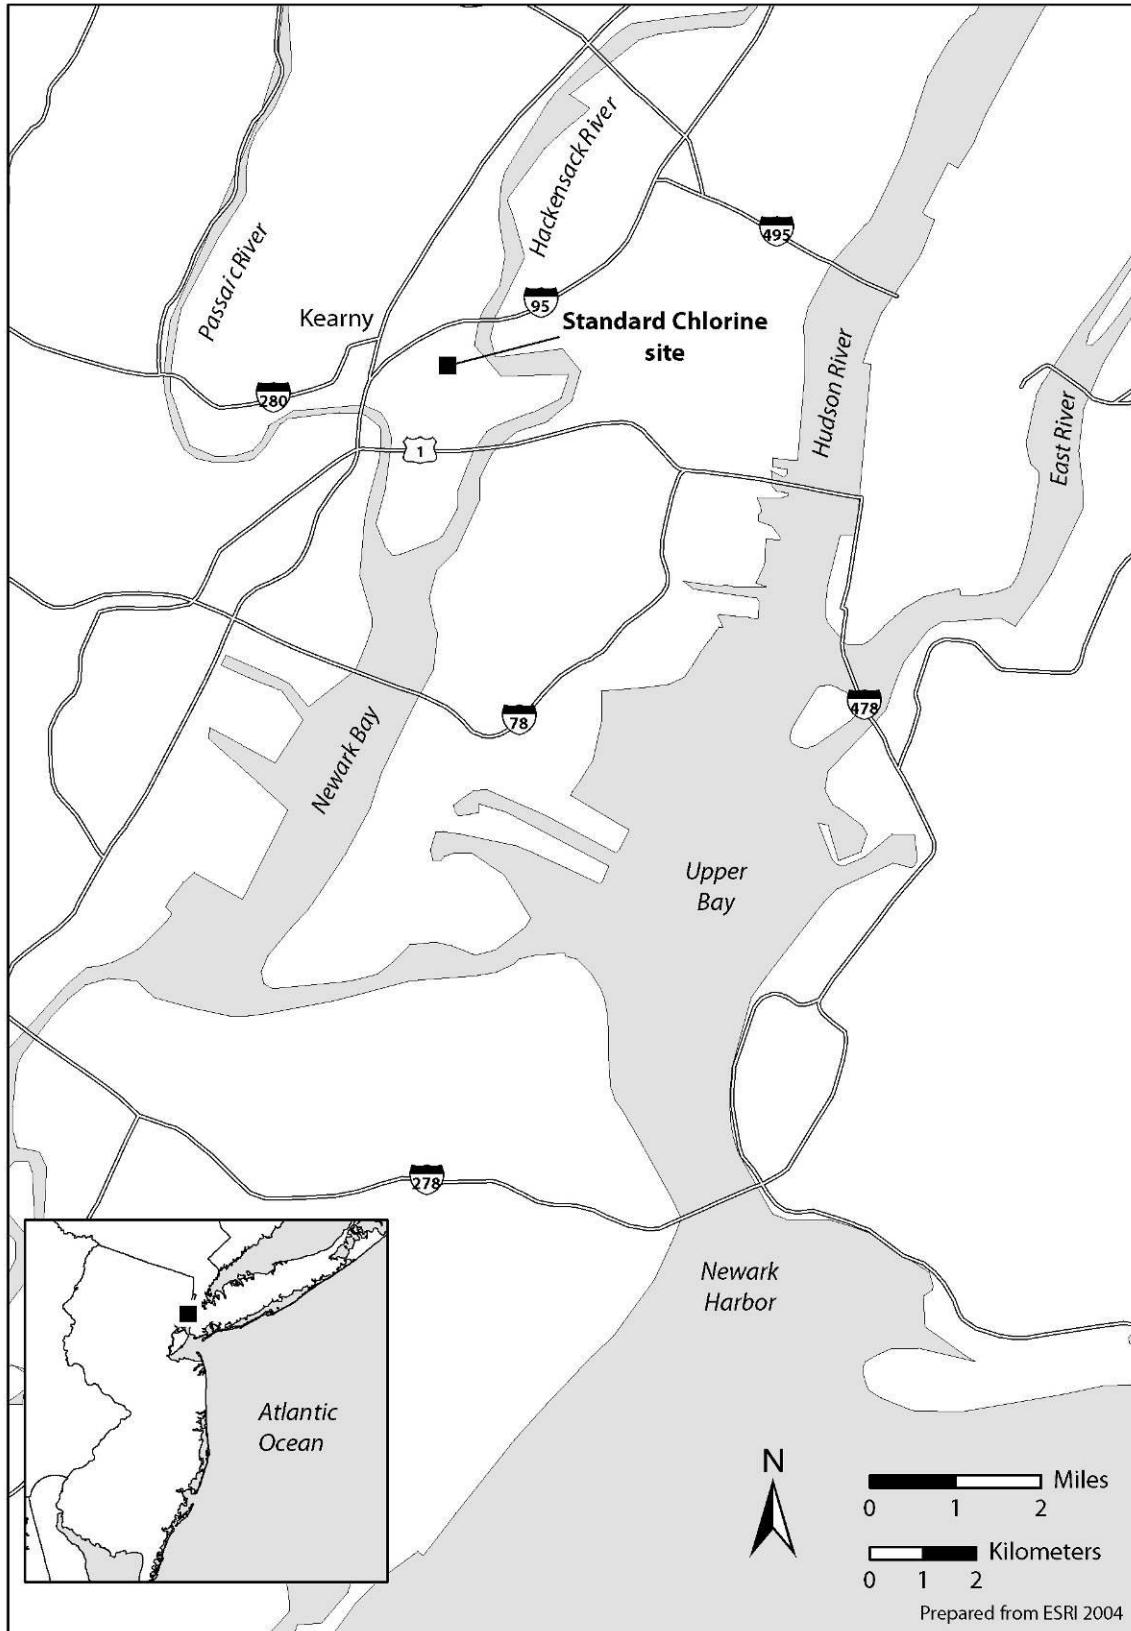 Passaic River
Hackensack River
495
95
Kearny
Standard Chlorine
site
280
Hudson River
East River
1
478
78
Newark Bay
Upper
Bay
278
Newark
Harbor
Atlantic
Ocean
N
Miles
0 1 2
Kilometers
0 1 2
Prepared from ESRI 2004